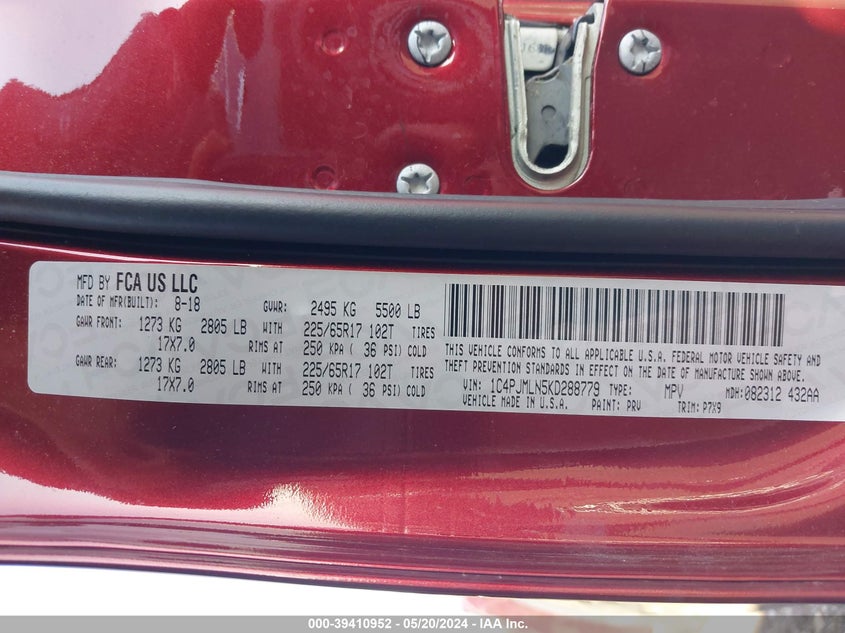 MFD BY FCA US LLC
DATE OF MFR(BUILT): 8-18 GVWR: 2495 KG 5500 LB
GAWR FRONT: 1273 KG 2805 LB WITH 225/65R17 102T TIRES
17X7.0 RIMS AT 250 KPA ( 36 PSI) COLD
GAWR REAR: 1273 KG 2805 LB WITH 225/65R17 102T TIRES
17X7.0 RIMS AT 250 KPA ( 36 PSI) COLD
THIS VEHICLE CONFORMS TO ALL APPLICABLE U.S.A. FEDERAL MOTOR VEHICLE SAFETY AND
THEFT PREVENTION STANDARDS IN EFFECT ON THE DATE OF MANUFACTURE SHOWN ABOVE.
VIN: 1C4PJMLN5KD288779 TYPE: MPV MDH:082312 432AA
VEHICLE MADE IN U.S.A. PAINT: PRV TRIM: P7X9
000-39410952 — 05/20/2024 - IAA Inc.